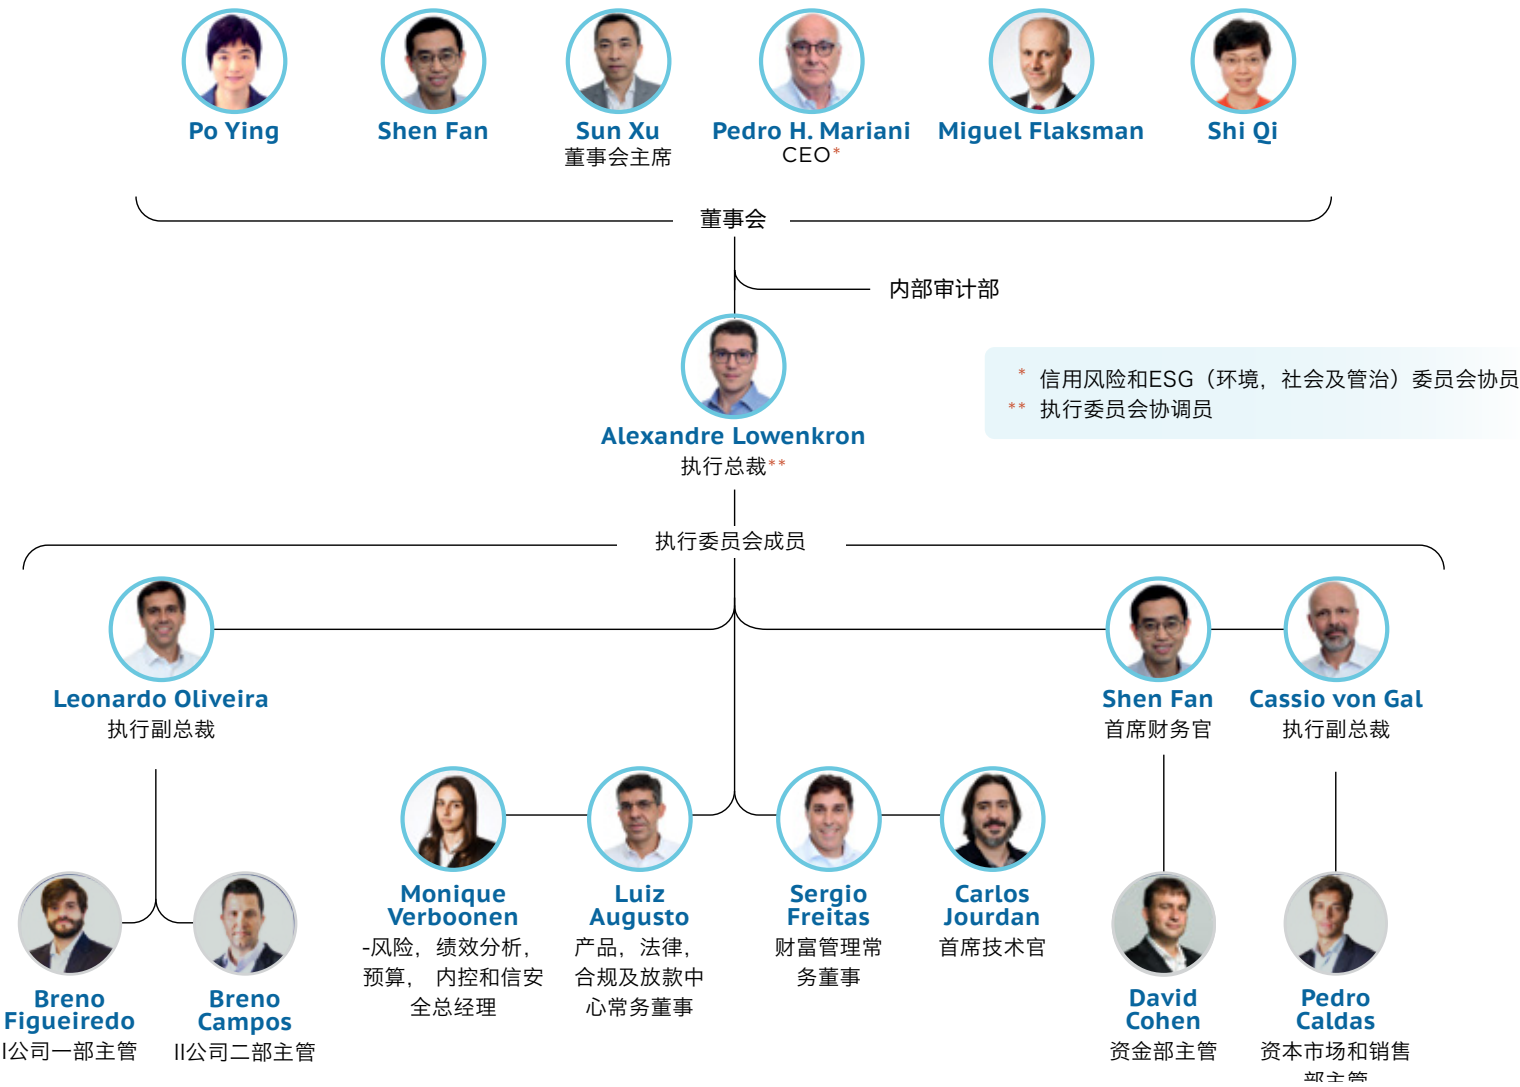 Po Ying
Shen Fan
Sun Xu
董事会主席
Pedro H. Mariani
CEO*
Miguel Flaksman
Shi Qi
董事会
内部审计部
* 信用风险和ESG（环境，社会及管治）委员会协员
** 执行委员会协调员
Alexandre Lowenkron
执行总裁**
执行委员会成员
Leonardo Oliveira
执行副总裁
Shen Fan
首席财务官
Cassio von Gal
执行副总裁
Monique
Verboonen
-风险，绩效分析，
预算， 内控和信安
全总经理
Luiz
Augusto
产品，法律，
合规及放款中
心常务董事
Sergio
Freitas
财富管理常
务董事
Carlos
Jourdan
首席技术官
Breno
Figueiredo
I公司一部主管
Breno
Campos
II公司二部主管
David
Cohen
资金部主管
Pedro
Caldas
资本市场和销售
部主管